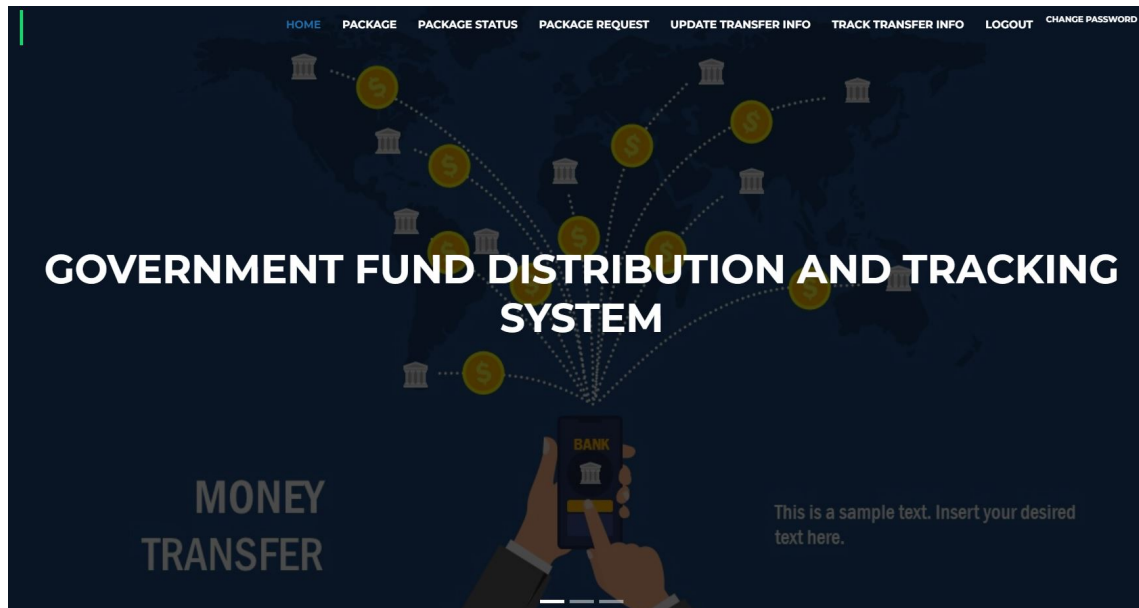 HOME PACKAGE PACKAGE STATUS PACKAGE REQUEST UPDATE TRANSFER INFO TRACK TRANSFER INFO LOGOUT CHANGE PASSWORD
GOVERNMENT FUND DISTRIBUTION AND TRACKING
SYSTEM
BANK
MONEY
TRANSFER
This is a sample text. Insert your desired
text here.